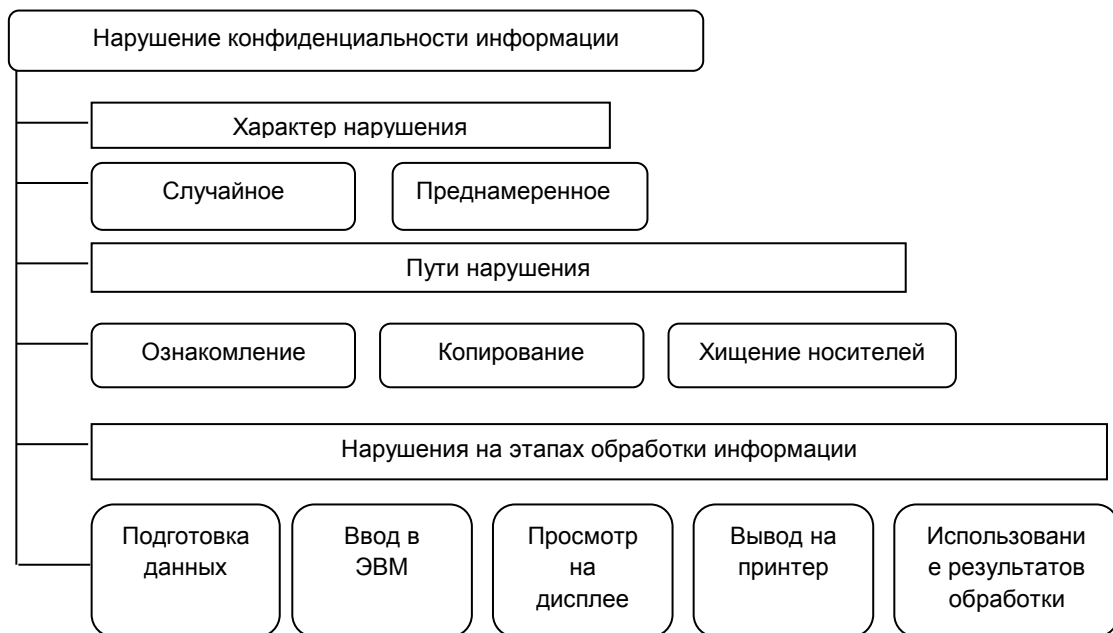 Нарушение конфиденциальности информации
Характер нарушения
Случайное
Преднамеренное
Пути нарушения
Ознакомление
Копирование
Хищение носителей
Нарушения на этапах обработки информации
Подготовка
данных
Ввод в
ЭВМ
Просмотр
на
дисплее
Вывод на
принтер
Использовани
е результатов
обработки